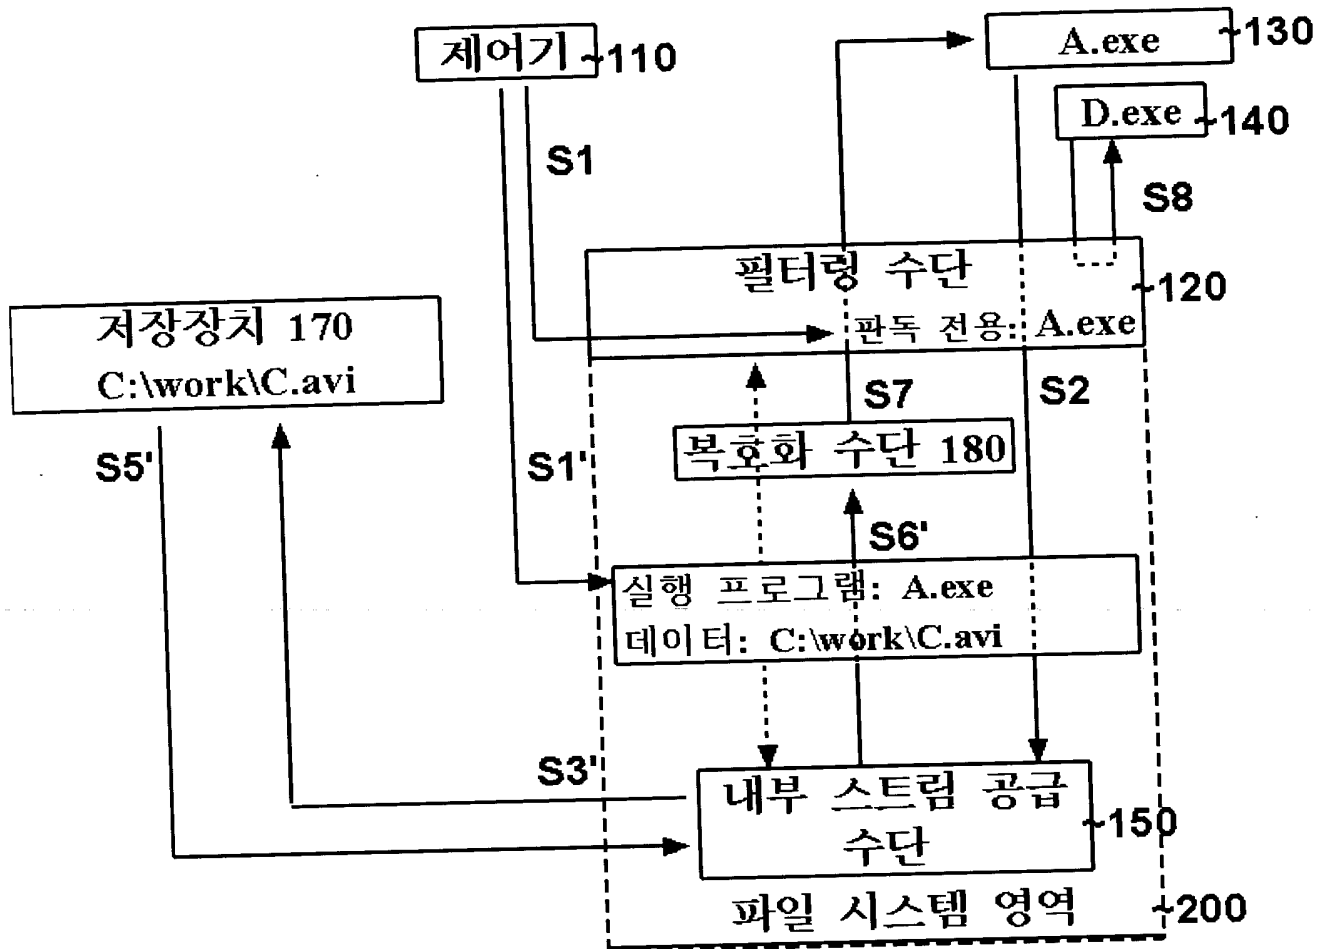 제어기 ~110
A.exe ~130
D.exe ~140
S1
S8
필터링 수단
~120
판독 전용: A.exe
저장장치 170
C:\work\C.avi
S7
S2
S5'
S1'
복호화 수단 180
S6'
실행 프로그램: A.exe
데이터: C:\work\C.avi
S3'
내부 스트림 공급
수단
~150
파일 시스템 영역
~200